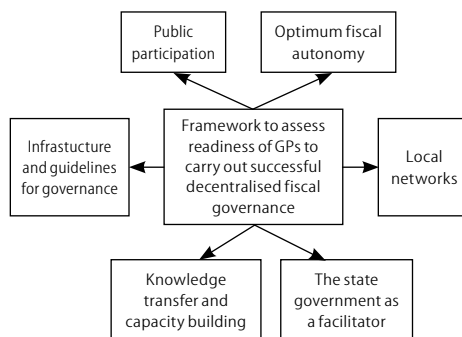 Public
participation
Optimum fiscal
autonomy
Infrastucture
and guidelines
for governance
Framework to assess
readiness of GPs to
carry out successful
decentralised fiscal
governance
Local
networks
Knowledge
transfer and
capacity building
The state
government as
a facilitator